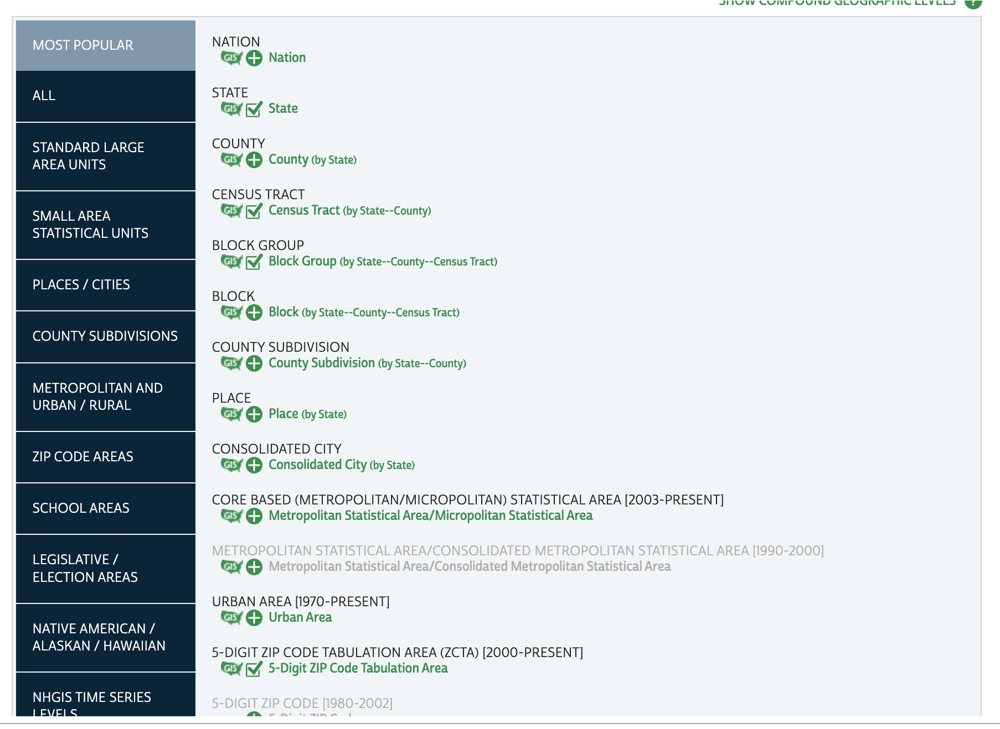 SHOW COMPOUND GEOGRAPHIC LEVELS ?
MOST POPULAR
ALL
STANDARD LARGE
AREA UNITS
SMALL AREA
STATISTICAL UNITS
PLACES / CITIES
COUNTY SUBDIVISIONS
METROPOLITAN AND
URBAN / RURAL
ZIP CODE AREAS
SCHOOL AREAS
LEGISLATIVE /
ELECTION AREAS
NATIVE AMERICAN /
ALASKAN / HAWAIIAN
NHGIS TIME SERIES
LEVELS
NATION
GIS Nation
STATE
GIS State
COUNTY
GIS County (by State)
CENSUS TRACT
GIS Census Tract (by State--County)
BLOCK GROUP
GIS Block Group (by State--County--Census Tract)
BLOCK
GIS Block (by State--County--Census Tract)
COUNTY SUBDIVISION
GIS County Subdivision (by State--County)
PLACE
GIS Place (by State)
CONSOLIDATED CITY
GIS Consolidated City (by State)
CORE BASED (METROPOLITAN/MICROPOLITAN) STATISTICAL AREA [2003-PRESENT]
GIS Metropolitan Statistical Area/Micropolitan Statistical Area
METROPOLITAN STATISTICAL AREA/CONSOLIDATED METROPOLITAN STATISTICAL AREA [1990-2000]
GIS Metropolitan Statistical Area/Consolidated Metropolitan Statistical Area
URBAN AREA [1970-PRESENT]
GIS Urban Area
5-DIGIT ZIP CODE TABULATION AREA (ZCTA) [2000-PRESENT]
GIS 5-Digit ZIP Code Tabulation Area
5-DIGIT ZIP CODE [1980-2002]
5-Digit ZIP Code